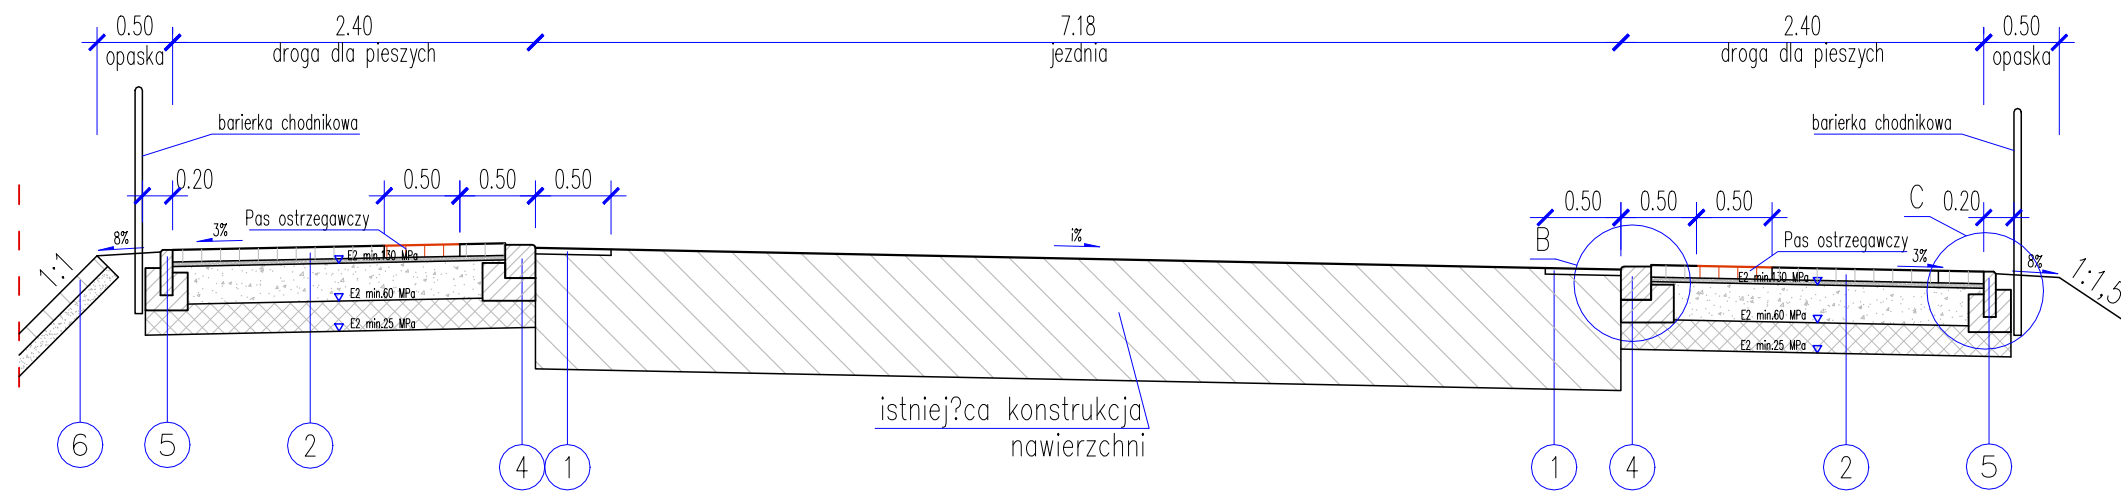 0.50 2.40 7.18 2.40 0.50
opaska droga dla pieszych jezdnia droga dla pieszych opaska
barierka chodnikowa barierka chodnikowa
0.20 0.50 0.50 0.50 0.50 0.50 0.50 C 0.20
Pas ostrzegawczy
8% 3% i% B Pas ostrzegawczy 3% 8%
1:1 1:1,5
E2 min.130 MPa E2 min.130 MPa
E2 min.60 MPa E2 min.60 MPa
E2 min.25 MPa E2 min.25 MPa
istniej?ca konstrukcja
nawierzchni
6 5 2 4 1 1 4 2 5